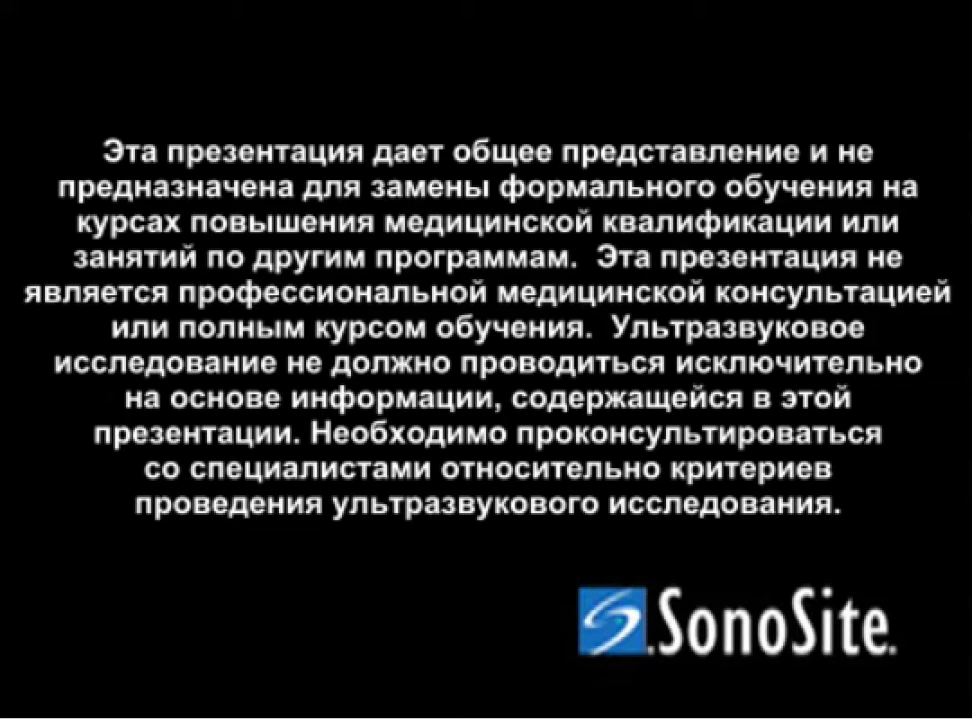 Эта презентация дает общее представление и не
предназначена для замены формального обучения на
курсах повышения медицинской квалификации или
занятий по другим программам.  Эта презентация не
является профессиональной медицинской консультацией
или полным курсом обучения.  Ультразвуковое
исследование не должно проводиться исключительно
на основе информации, содержащейся в этой
презентации. Необходимо проконсультироваться
со специалистами относительно критериев
проведения ультразвукового исследования.
SonoSite.